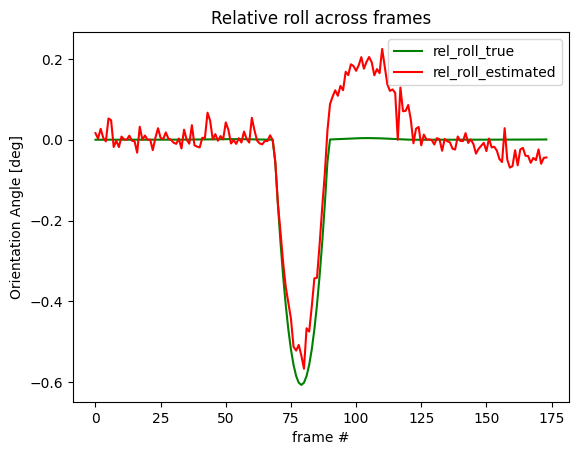 Relative roll across frames
rel_roll_true
rel_roll_estimated
Orientation Angle [deg]
0.2
0.0
−0.2
−0.4
−0.6
0 25 50 75 100 125 150 175
frame #